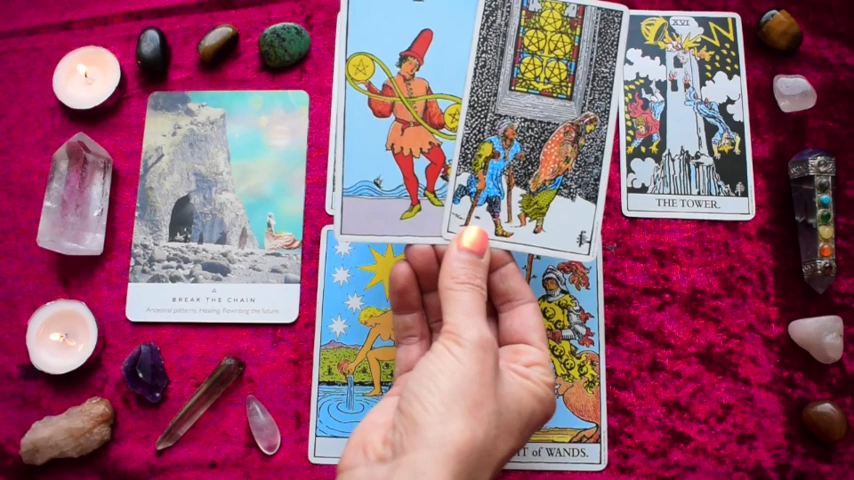 XVI
THE TOWER.
BREAK THE CHAIN
Ancestral patterns. Healing. Rewriting the future.
T of WANDS.